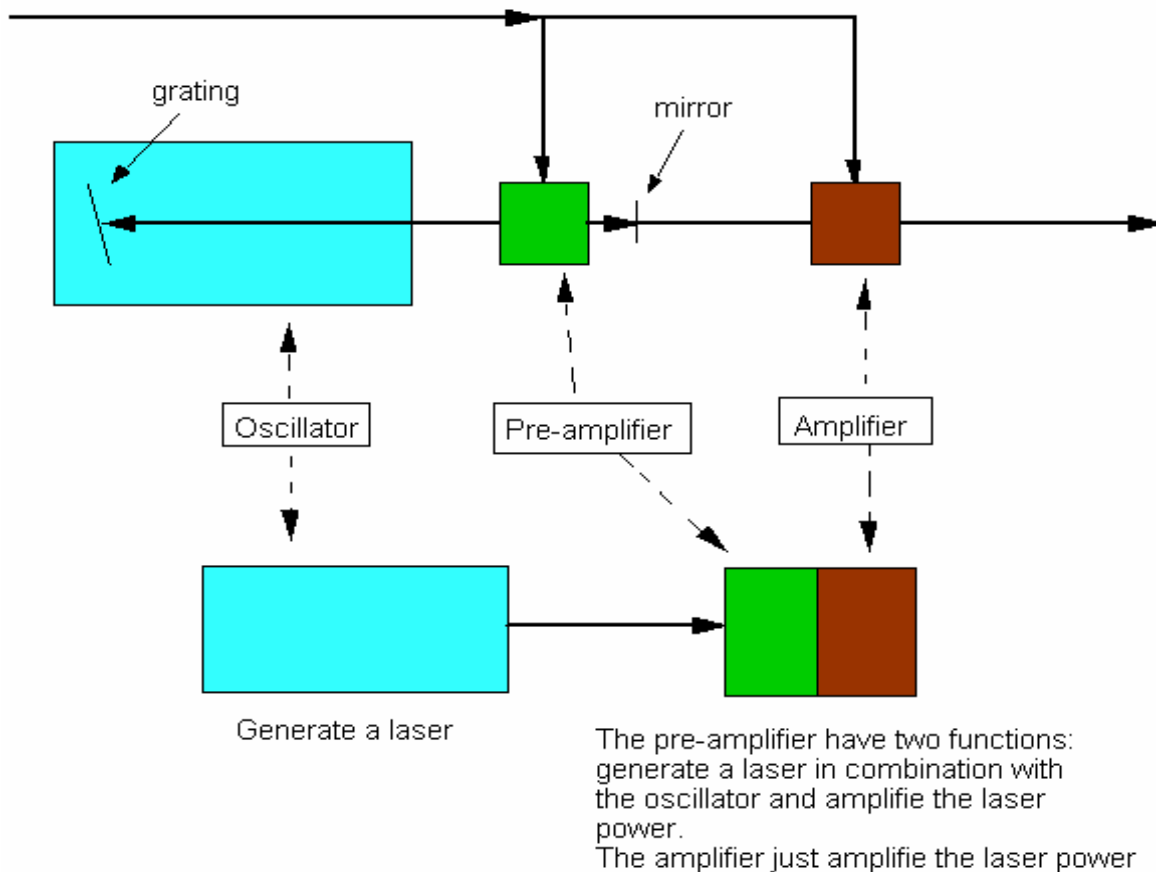 grating
mirror
Oscillator
Pre-amplifier
Amplifier
Generate a laser
The pre-amplifier have two functions:
generate a laser in combination with
the oscillator and amplifie the laser
power.
The amplifier just amplifie the laser power